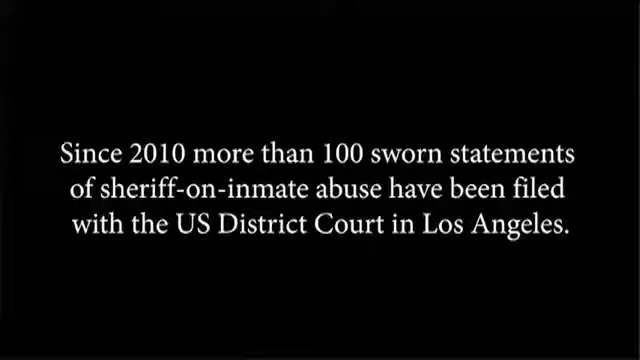 Since 2010 more than 100 sworn statements
of sheriff-on-inmate abuse have been filed
with the US District Court in Los Angeles.